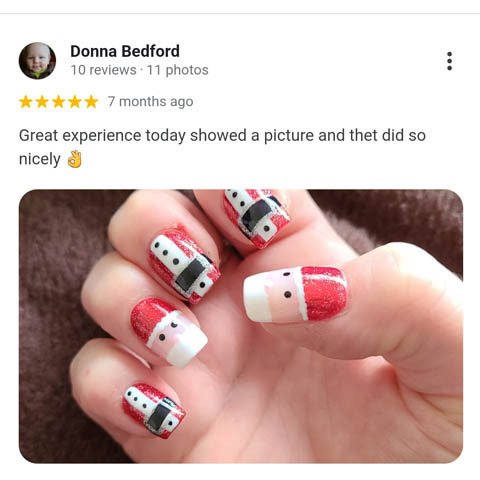 Donna Bedford
10 reviews · 11 photos
7 months ago
Great experience today showed a picture and thet did so
nicely 👌